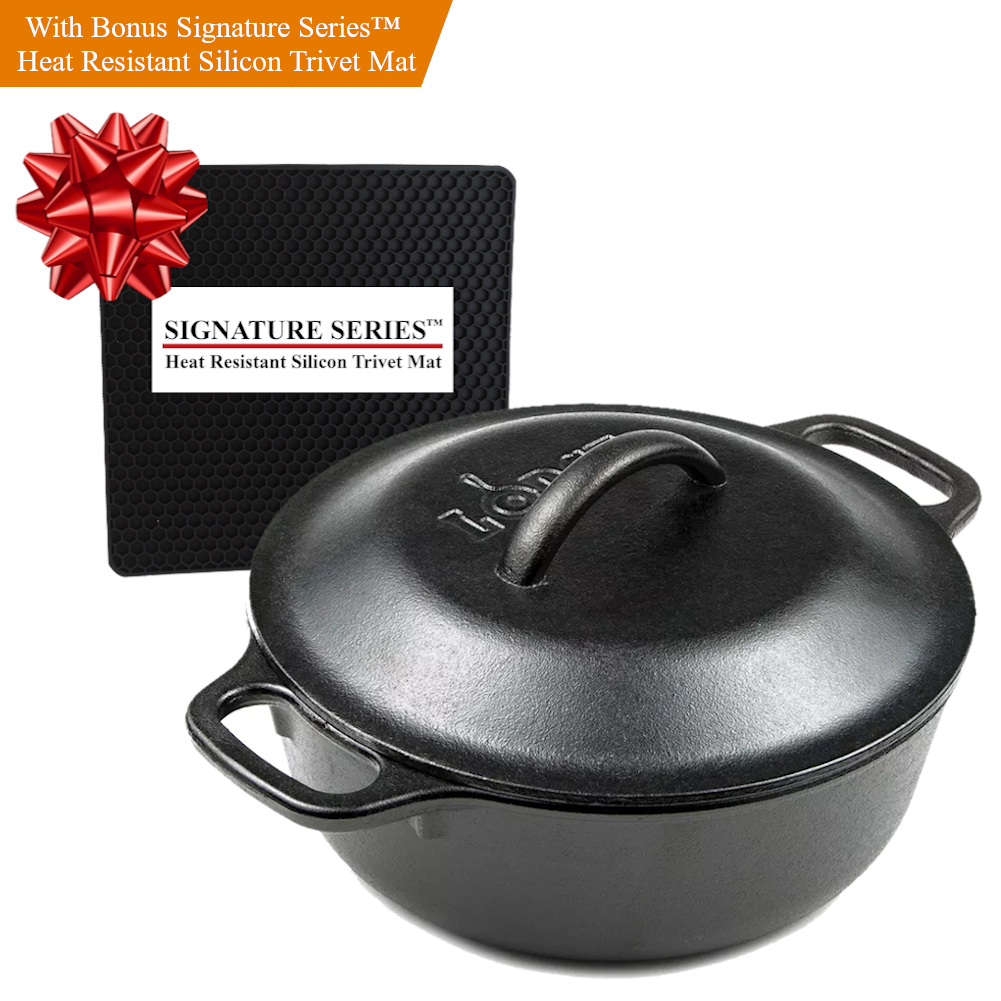 With Bonus Signature Series™
Heat Resistant Silicon Trivet Mat
SIGNATURE SERIES™
Heat Resistant Silicon Trivet Mat